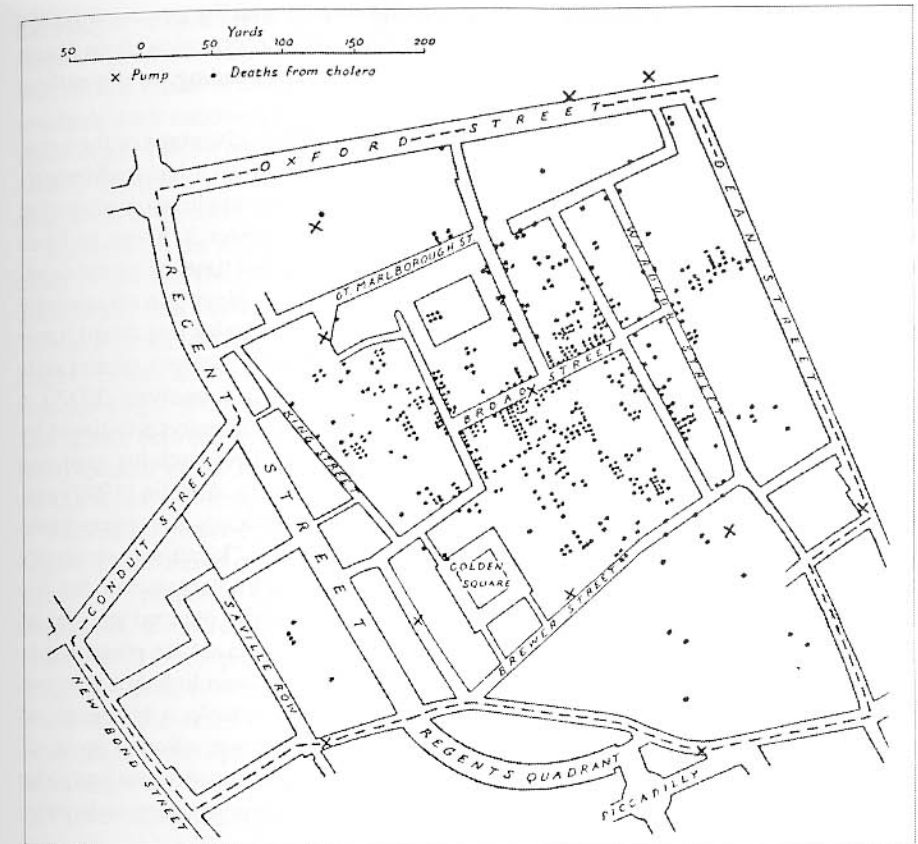 Yards
50 0 50 100 150 200
× Pump • Deaths from cholera
OXFORD STREET
DEAN STREET
WARDOUR STREET
GT. MARLBOROUGH ST.
REGENT STREET
BROAD STREET
KING STREET
CONDUIT STREET
GOLDEN
SQUARE
BREWER STREET
SAVILLE ROW
NEW BOND STREET
REGENTS QUADRANT
PICCADILLY